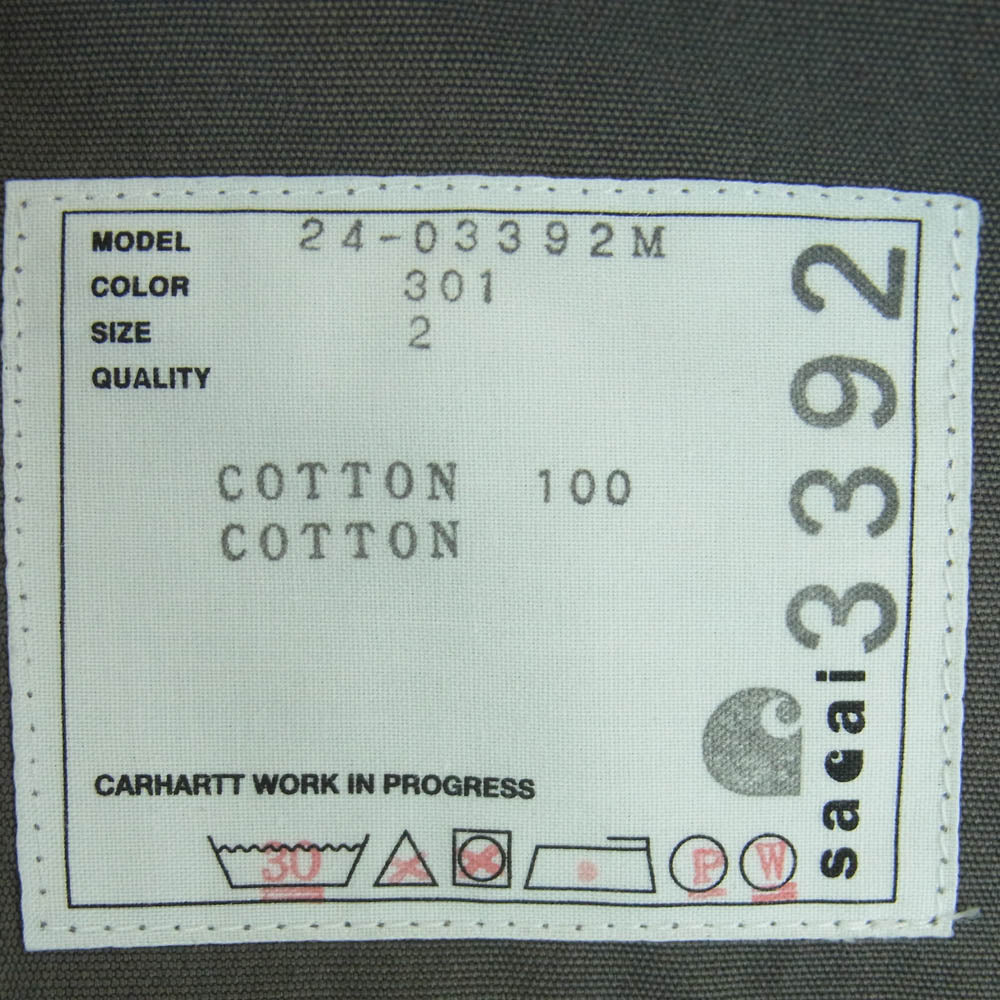 MODEL 24-03392M
COLOR 301
SIZE 2
QUALITY
COTTON 100
COTTON
CARHARTT WORK IN PROGRESS
30 P W
sacai 3392